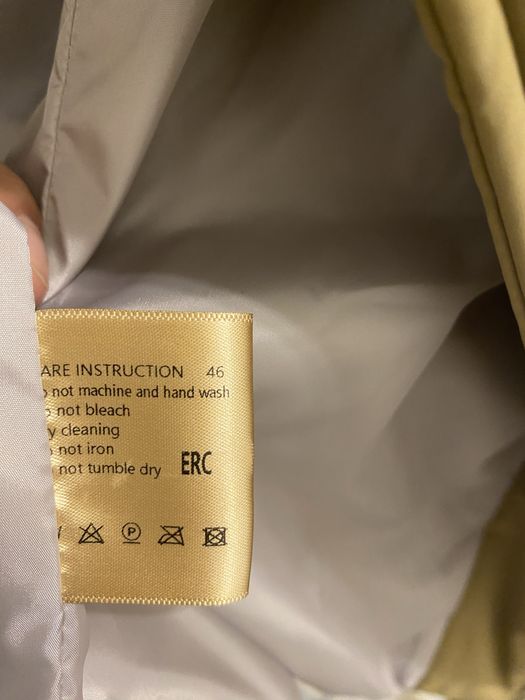 ARE INSTRUCTION 46
not machine and hand wash
not bleach
y cleaning
not iron
not tumble dry ERC
P